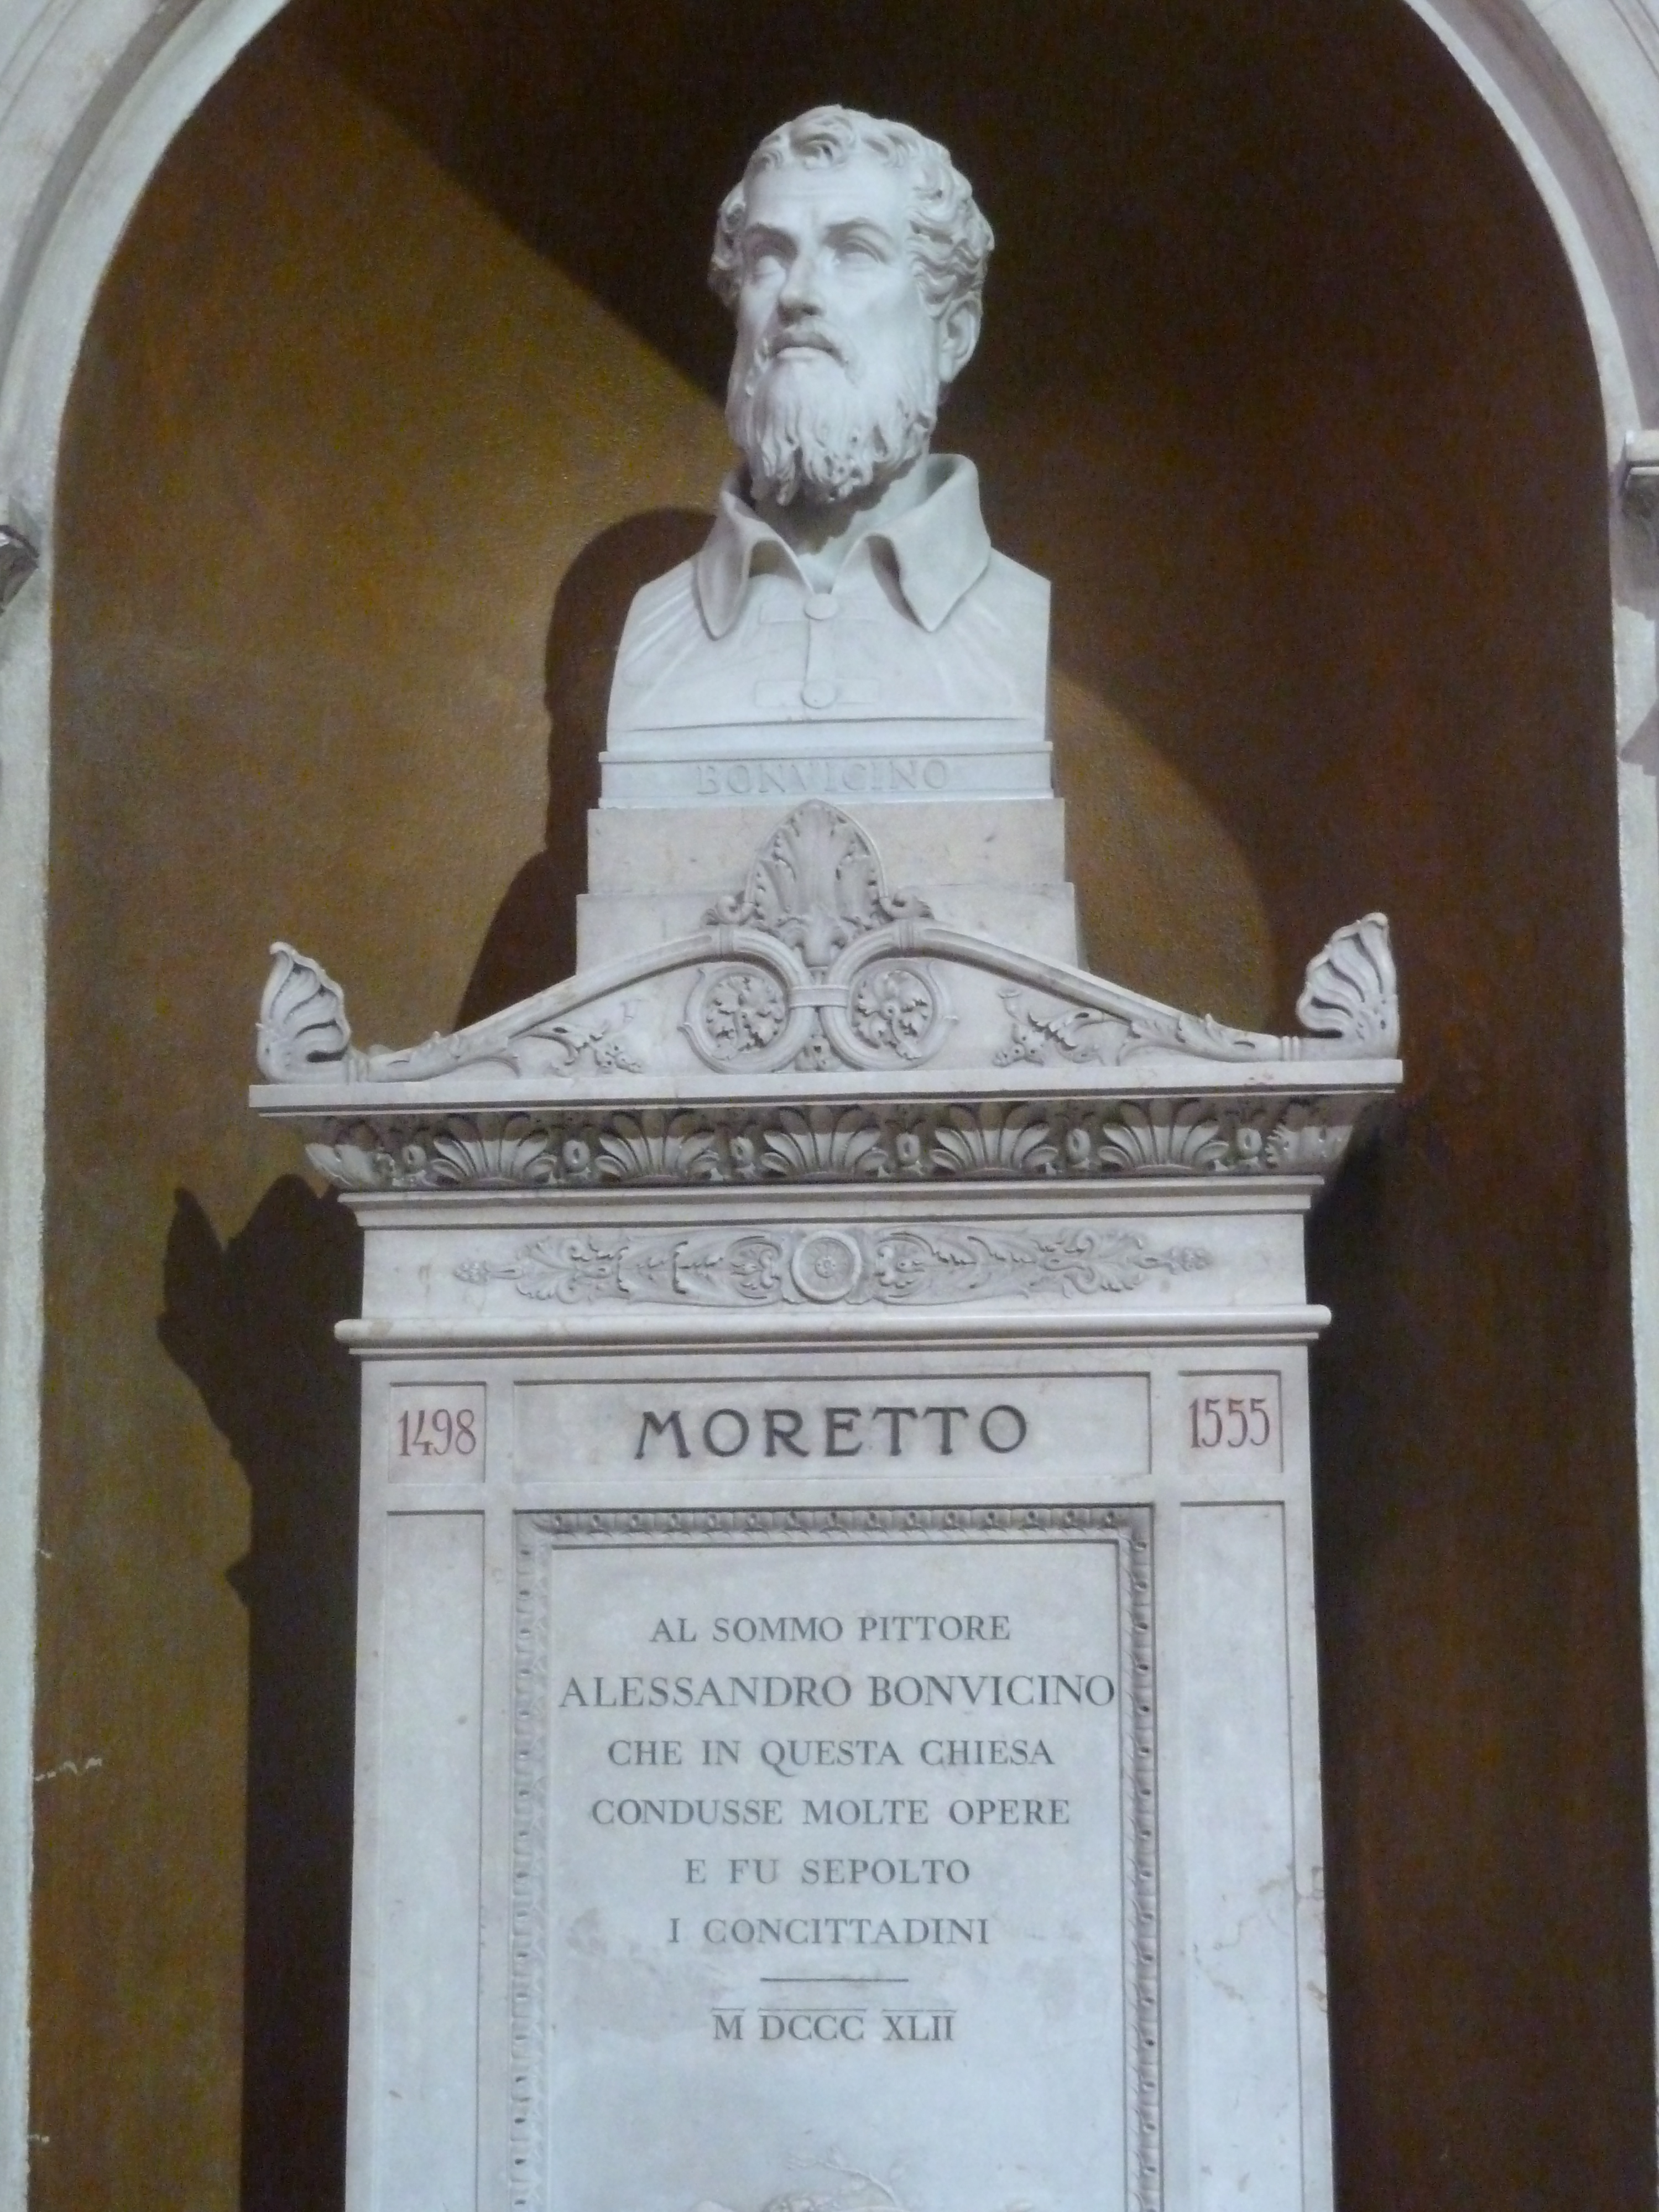 BONVICINO
1498 MORETTO 1555
AL SOMMO PITTORE
ALESSANDRO BONVICINO
CHE IN QUESTA CHIESA
CONDUSSE MOLTE OPERE
E FU SEPOLTO
I CONCITTADINI
M DCCC XLII